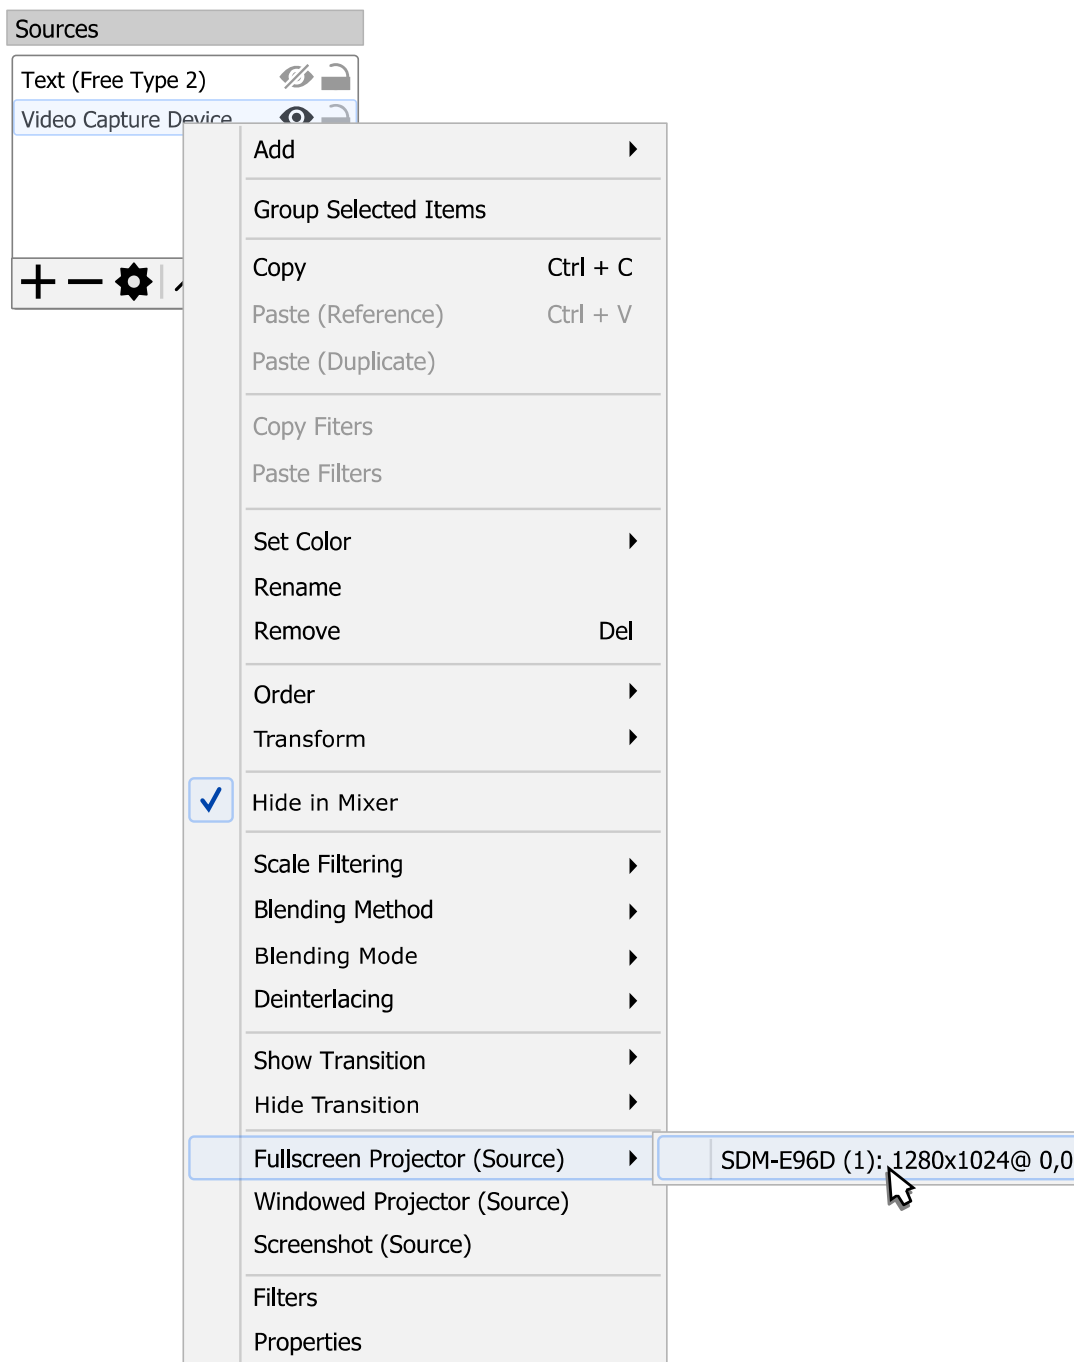 Sources
Text (Free Type 2)
Video Capture Device
Add
Group Selected Items
Copy Ctrl + C
Paste (Reference) Ctrl + V
Paste (Duplicate)
Copy Fiters
Paste Filters
Set Color
Rename
Remove Del
Order
Transform
Hide in Mixer
Scale Filtering
Blending Method
Blending Mode
Deinterlacing
Show Transition
Hide Transition
Fullscreen Projector (Source)
SDM-E96D (1): 1280x1024@ 0,0
Windowed Projector (Source)
Screenshot (Source)
Filters
Properties